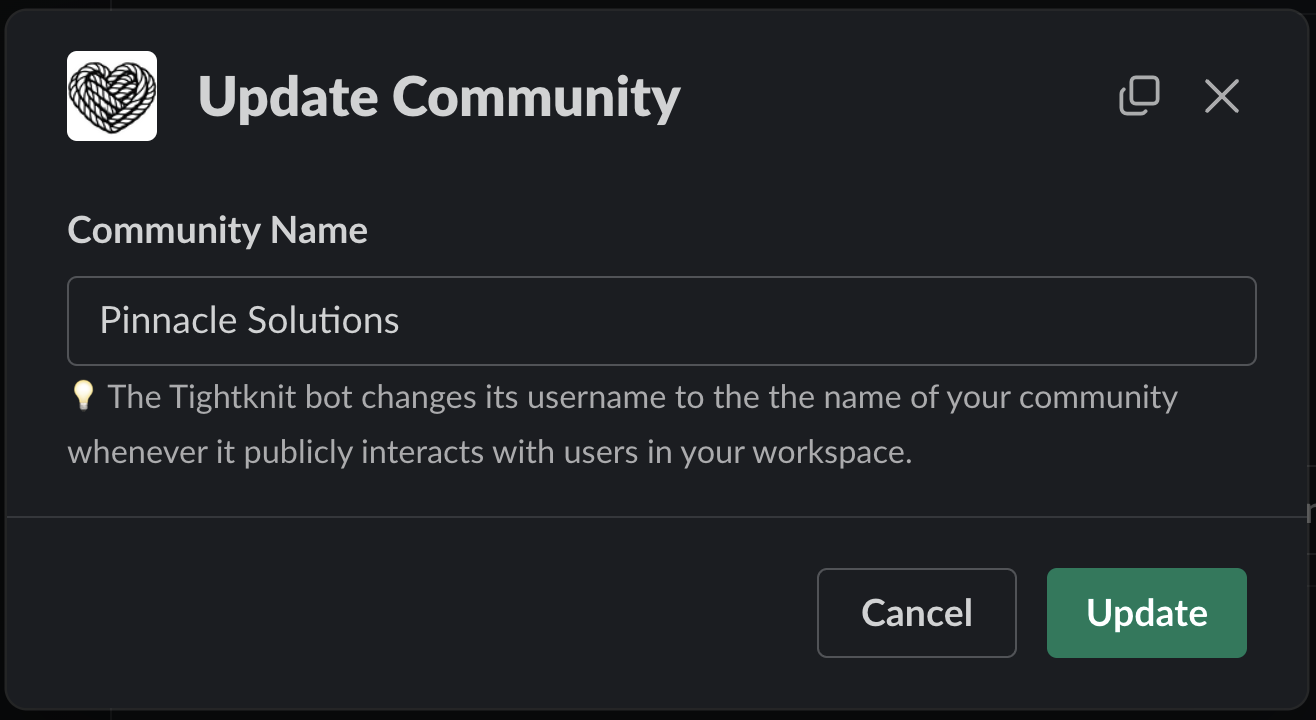 Update Community
Community Name
Pinnacle Solutions
💡 The Tightknit bot changes its username to the the name of your community
whenever it publicly interacts with users in your workspace.
Cancel
Update